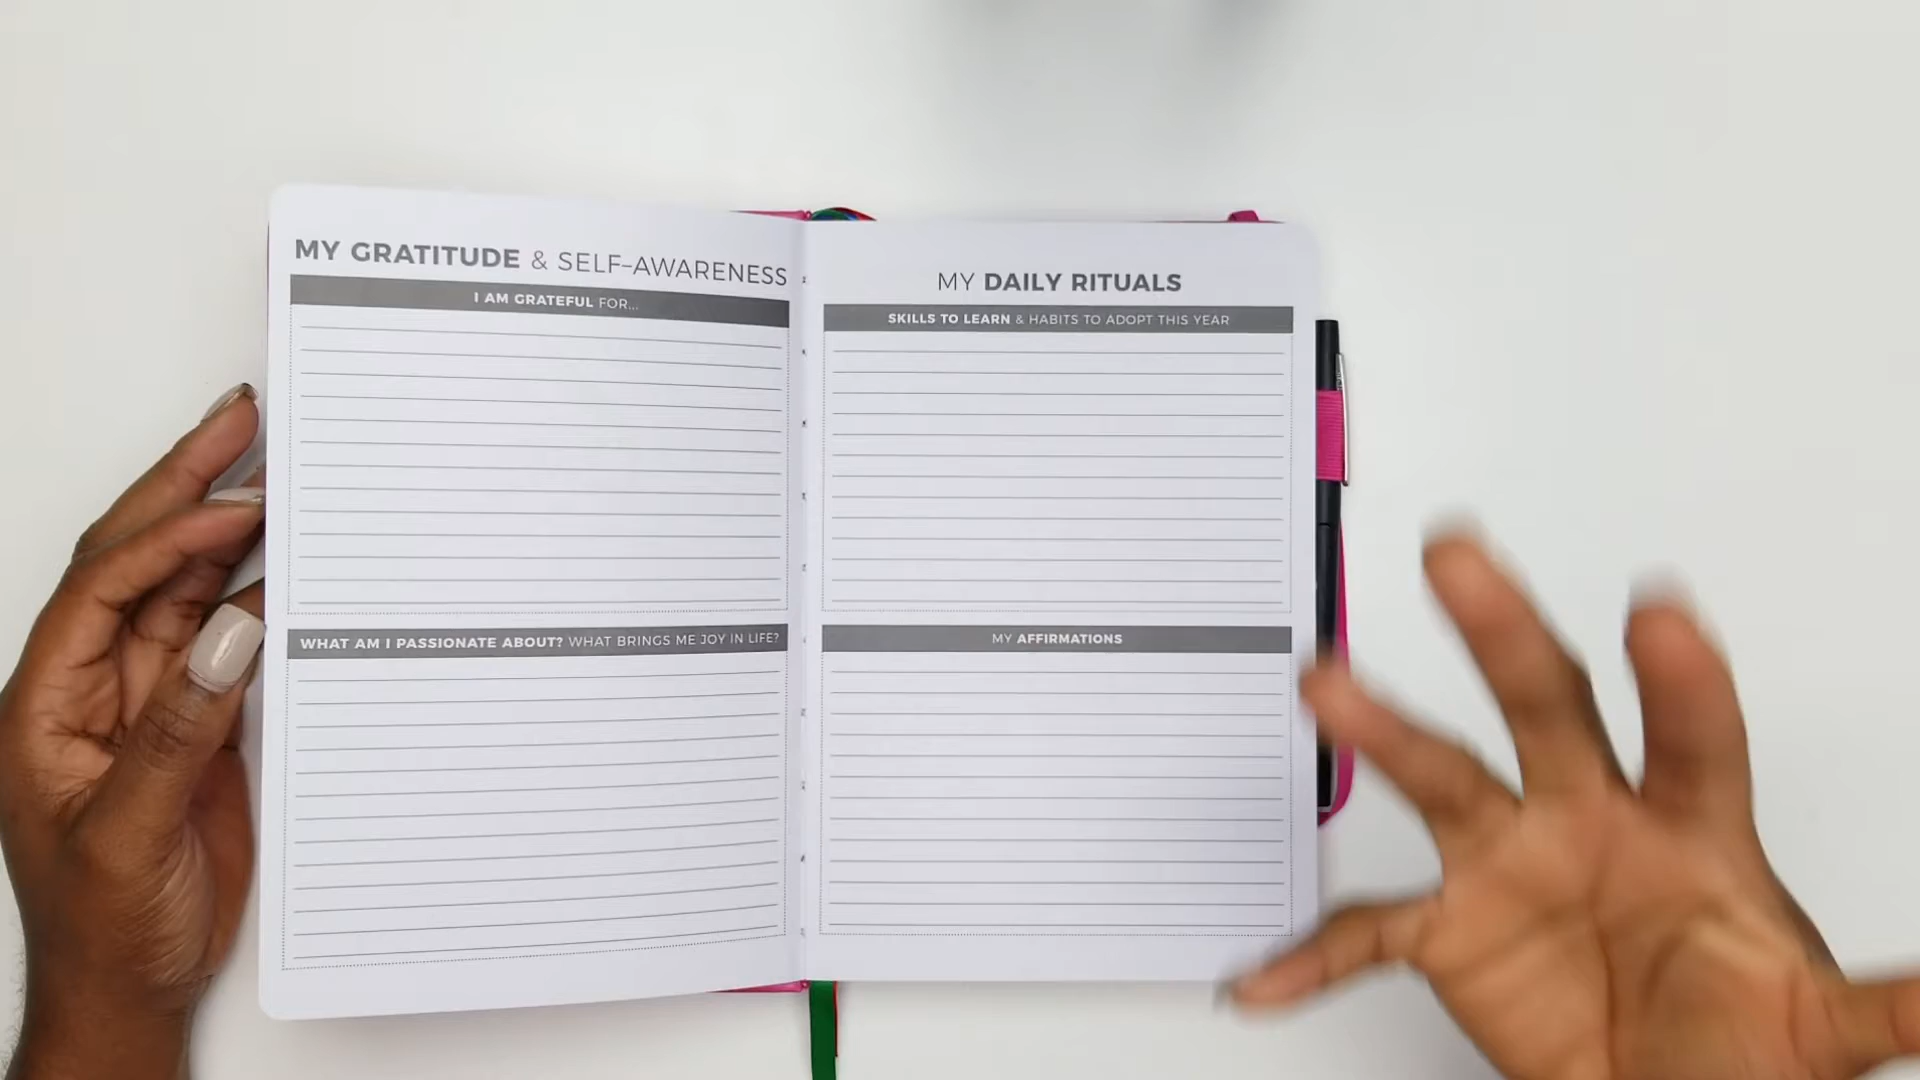 MY GRATITUDE & SELF–AWARENESS
I AM GRATEFUL FOR...
WHAT AM I PASSIONATE ABOUT? WHAT BRINGS ME JOY IN LIFE?
MY DAILY RITUALS
SKILLS TO LEARN & HABITS TO ADOPT THIS YEAR
MY AFFIRMATIONS